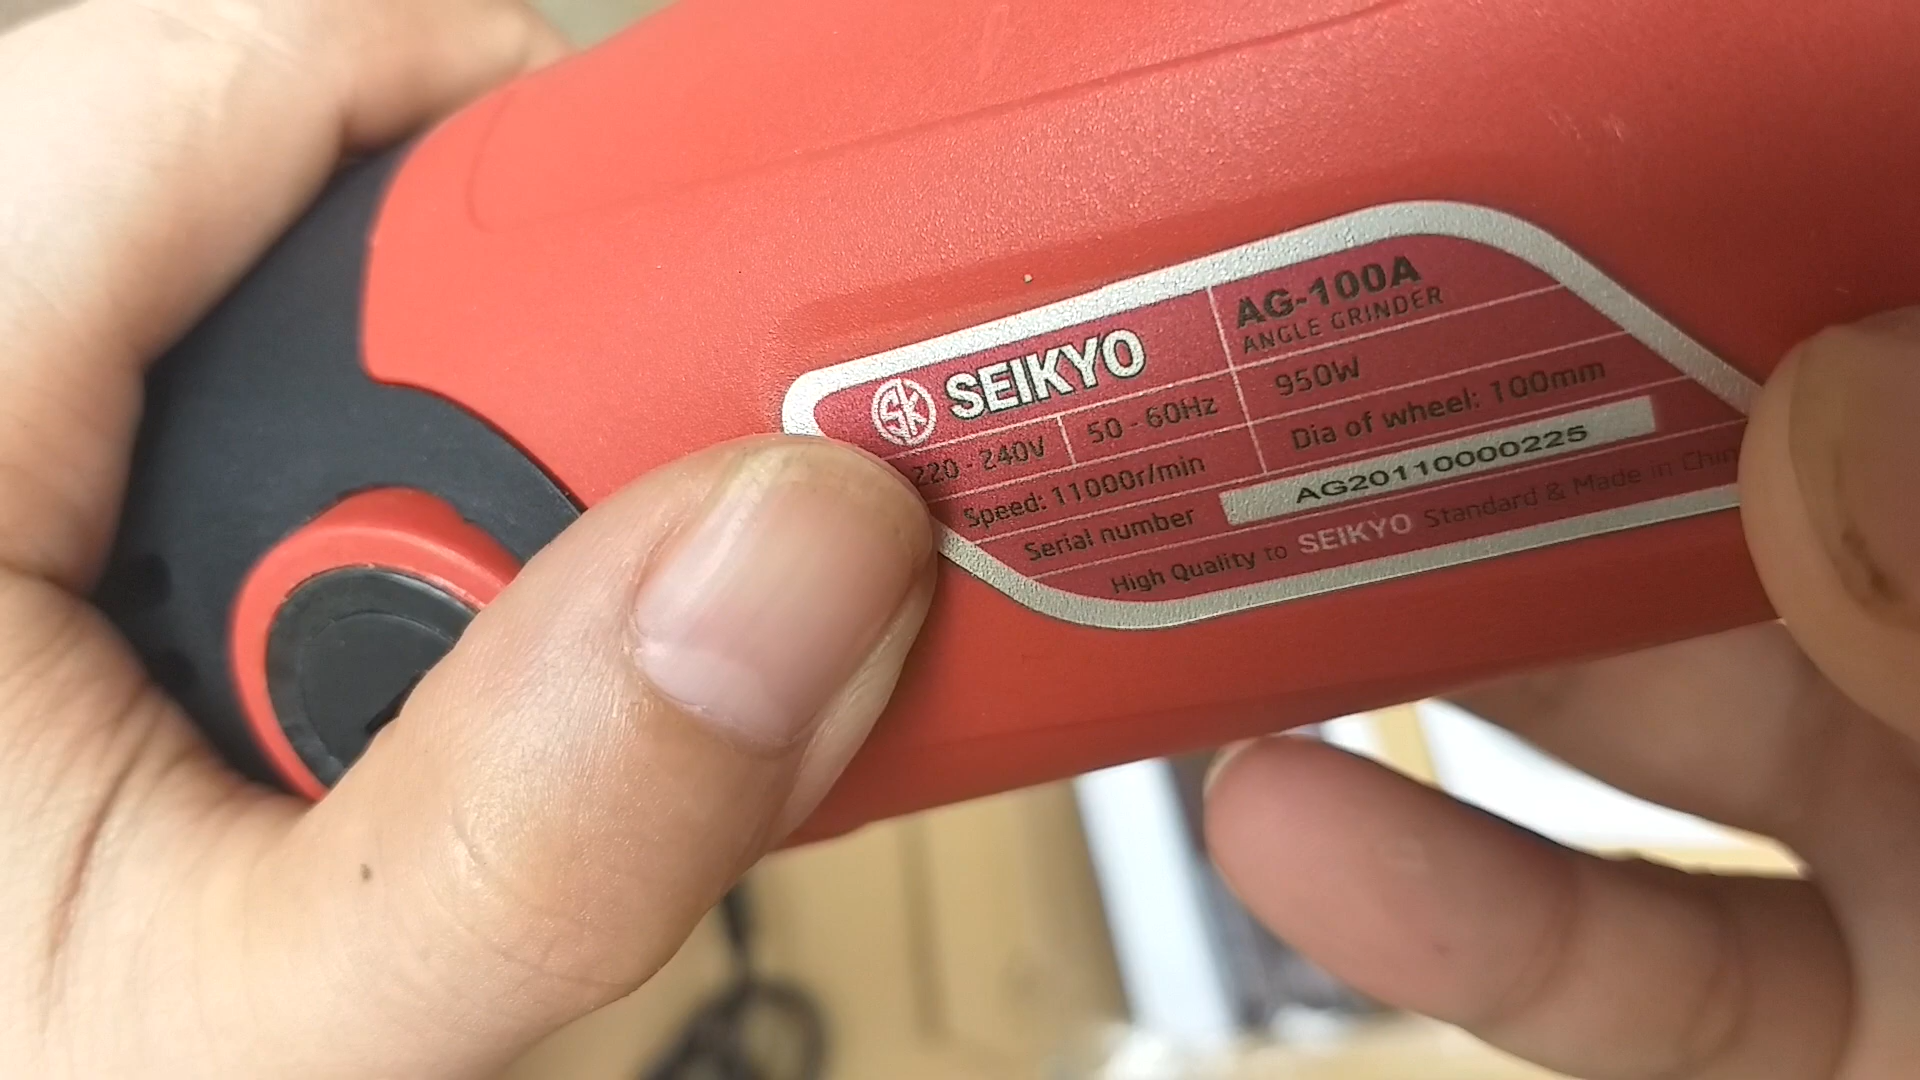 SK SEIKYO
AG-100A
ANGLE GRINDER
220 - 240V
50 - 60Hz
950W
Speed: 11000r/min
Dia of wheel: 100mm
Serial number
AG20110000225
High Quality to SEIKYO Standard & Made in Chin